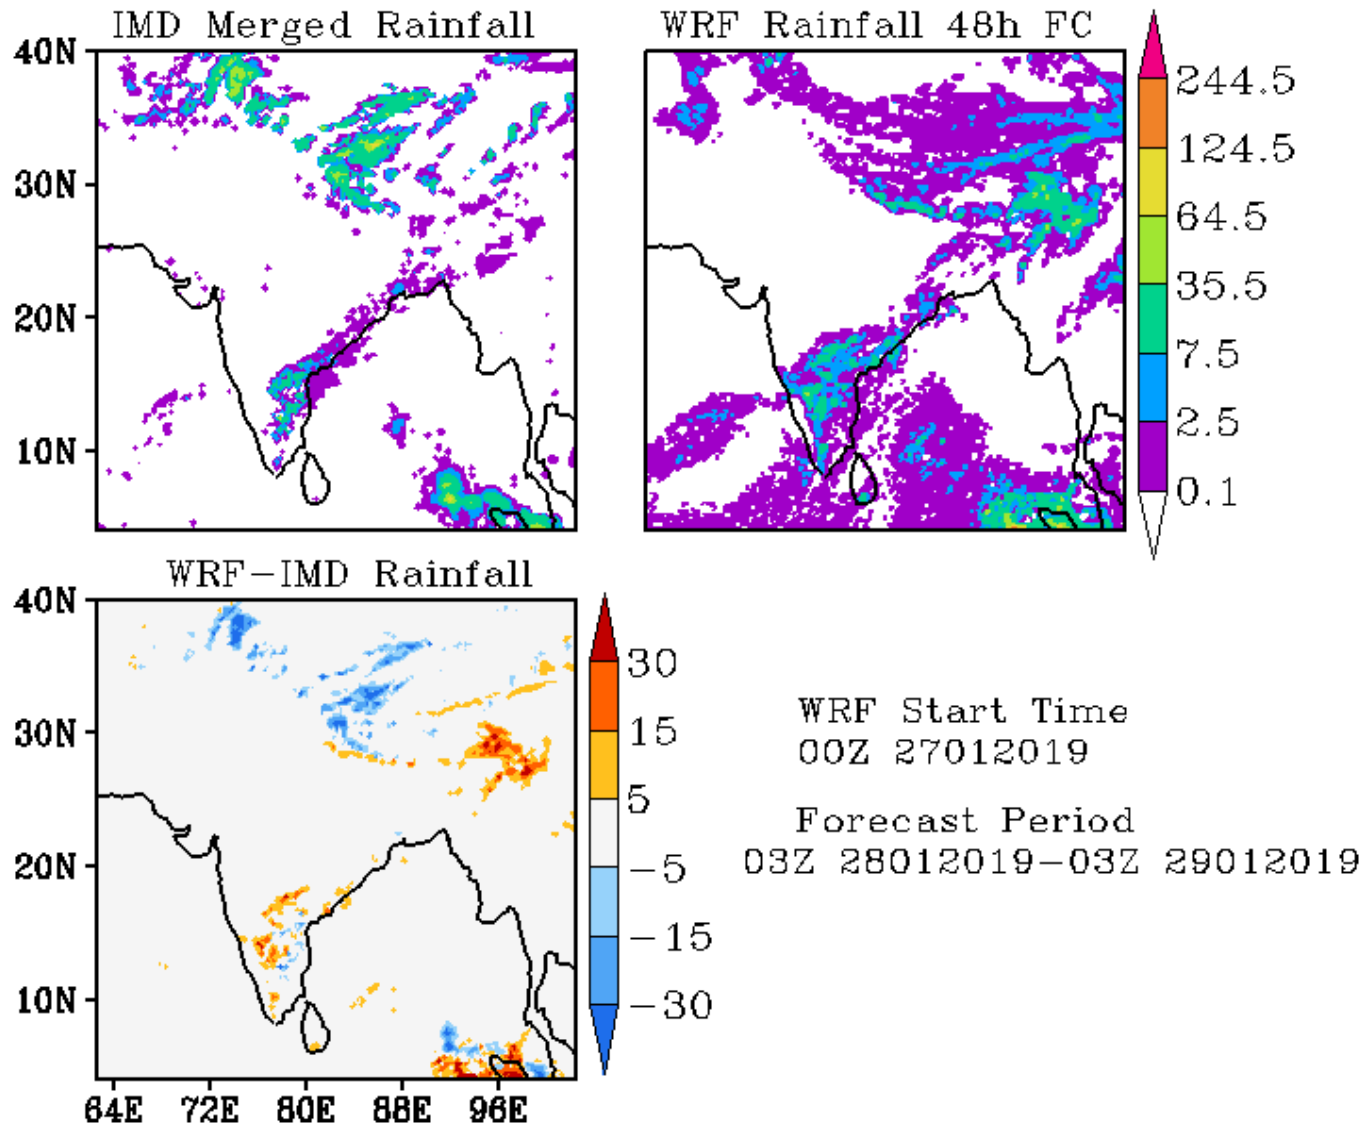 IMD Merged Rainfall
WRF Rainfall 48h FC
40N
30N
20N
10N
244.5
124.5
64.5
35.5
7.5
2.5
0.1
WRF-IMD Rainfall
40N
30N
20N
10N
64E 72E 80E 88E 96E
30
15
5
-5
-15
-30
WRF Start Time
00Z 27012019
Forecast Period
03Z 28012019-03Z 29012019